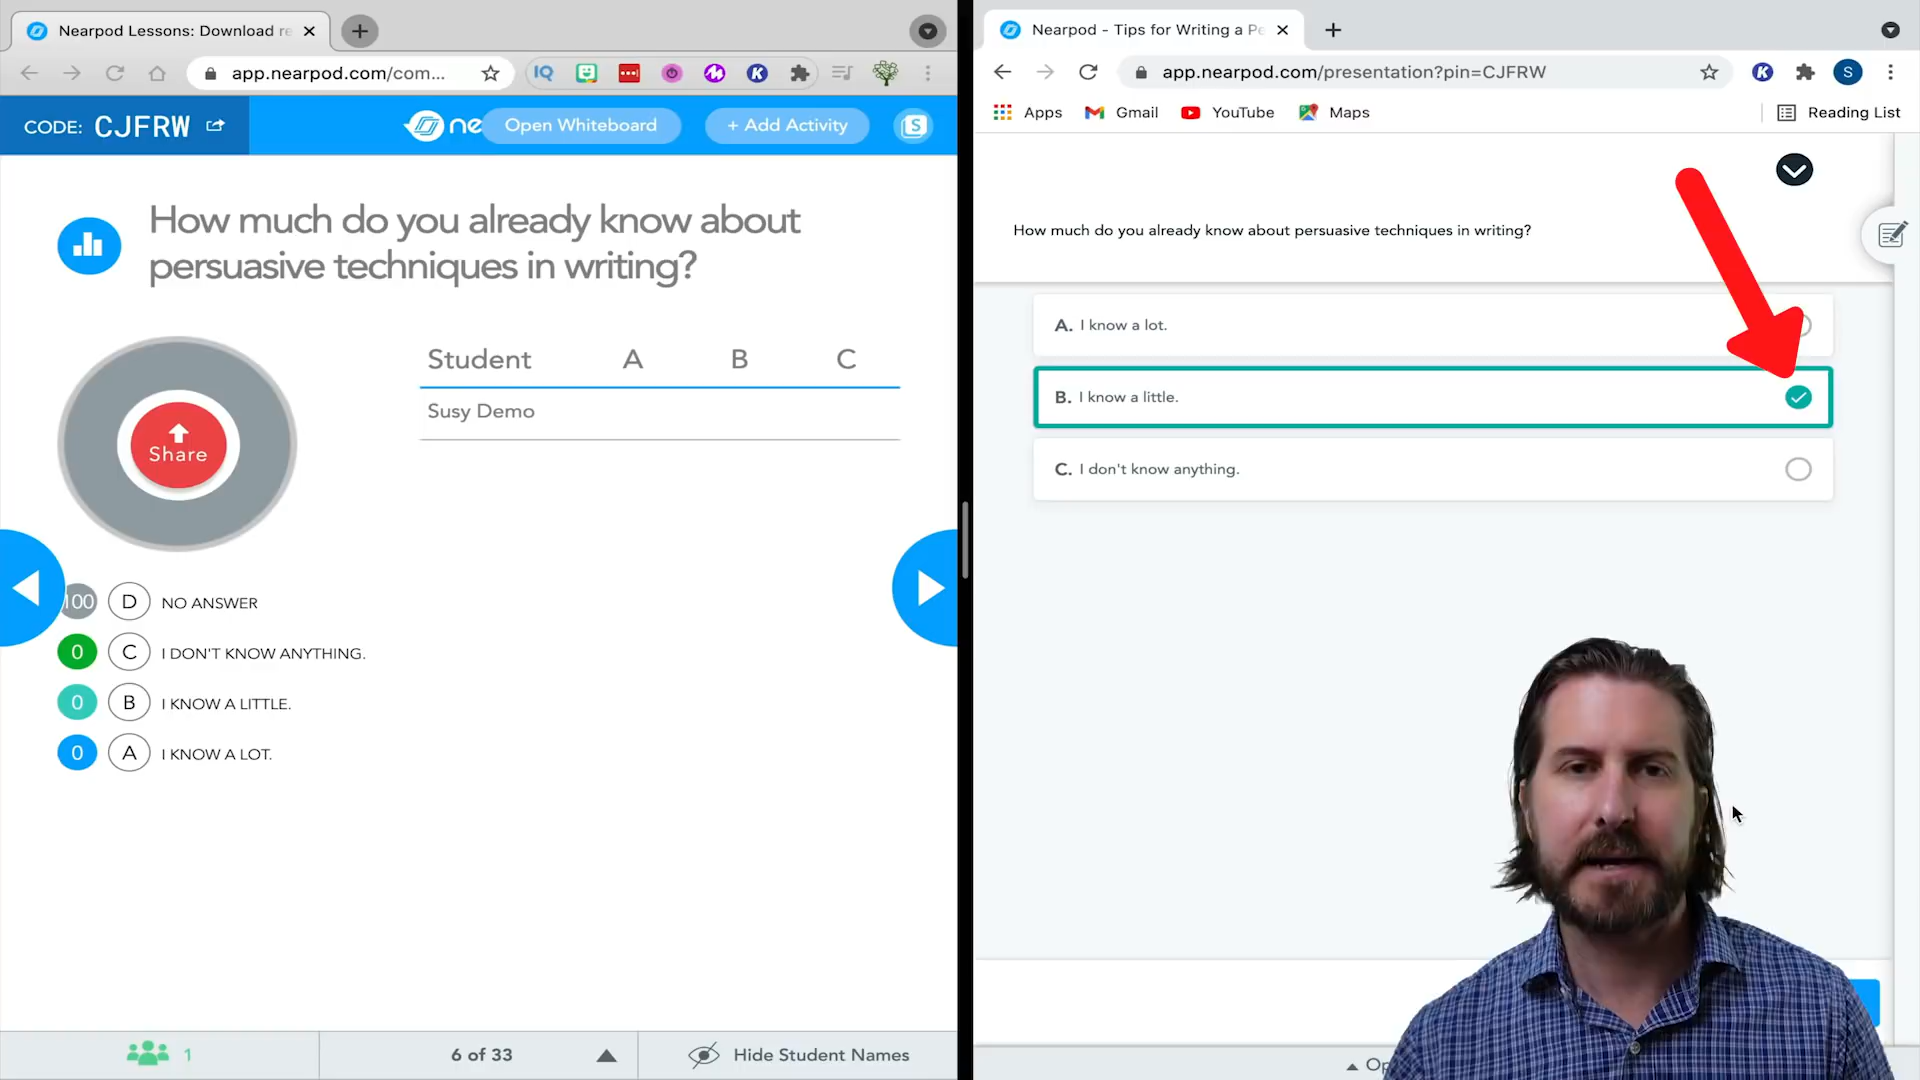 Nearpod Lessons: Download re
app.nearpod.com/com...
IQ
K
CODE: CJFRW
ne
Open Whiteboard
+ Add Activity
S
How much do you already know about
persuasive techniques in writing?
Share
Student A B C
Susy Demo
100 D NO ANSWER
0 C I DON'T KNOW ANYTHING.
0 B I KNOW A LITTLE.
0 A I KNOW A LOT.
1
6 of 33
Hide Student Names
Nearpod - Tips for Writing a Pe
app.nearpod.com/presentation?pin=CJFRW
K
S
Apps
Gmail
YouTube
Maps
Reading List
How much do you already know about persuasive techniques in writing?
A. I know a lot.
B. I know a little.
C. I don't know anything.
Op